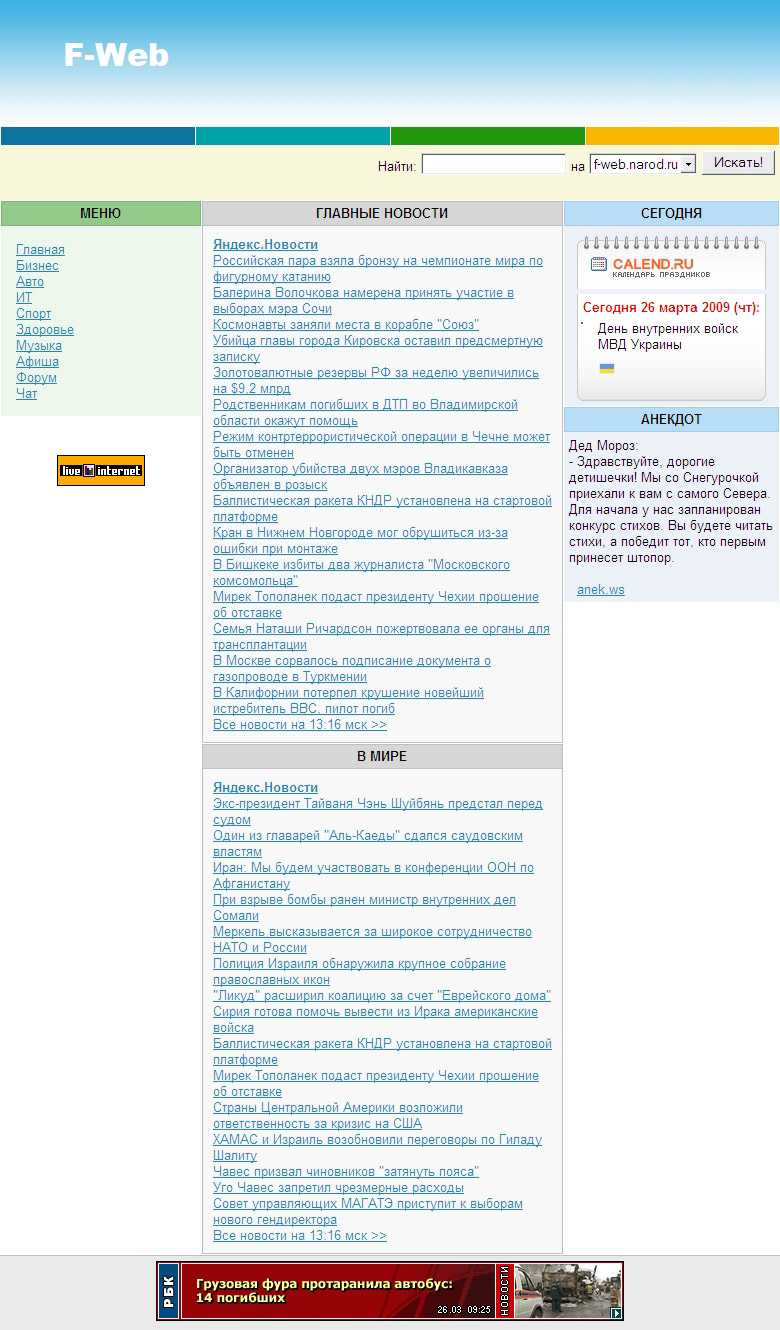 F-Web
Найти:
на
f-web.narod.ru
Искать!
МЕНЮ
Главная
Бизнес
Авто
ИТ
Спорт
Здоровье
Музыка
Афиша
Форум
Чат
live internet
ГЛАВНЫЕ НОВОСТИ
Яндекс.Новости
Российская пара взяла бронзу на чемпионате мира по
фигурному катанию
Балерина Волочкова намерена принять участие в
выборах мэра Сочи
Космонавты заняли места в корабле "Союз"
Убийца главы города Кировска оставил предсмертную
записку
Золотовалютные резервы РФ за неделю увеличились
на $9,2 млрд
Родственникам погибших в ДТП во Владимирской
области окажут помощь
Режим контртеррористической операции в Чечне может
быть отменен
Организатор убийства двух мэров Владикавказа
объявлен в розыск
Баллистическая ракета КНДР установлена на стартовой
платформе
Кран в Нижнем Новгороде мог обрушиться из-за
ошибки при монтаже
В Бишкеке избиты два журналиста "Московского
комсомольца"
Мирек Тополанек подаст президенту Чехии прошение
об отставке
Семья Наташи Ричардсон пожертвовала ее органы для
трансплантации
В Москве сорвалось подписание документа о
газопроводе в Туркмении
В Калифорнии потерпел крушение новейший
истребитель ВВС, пилот погиб
Все новости на 13:16 мск >>
В МИРЕ
Яндекс.Новости
Экс-президент Тайваня Чэнь Шуйбянь предстал перед
судом
Один из главарей "Аль-Каеды" сдался саудовским
властям
Иран: Мы будем участвовать в конференции ООН по
Афганистану
При взрыве бомбы ранен министр внутренних дел
Сомали
Меркель высказывается за широкое сотрудничество
НАТО и России
Полиция Израиля обнаружила крупное собрание
православных икон
"Ликуд" расширил коалицию за счет "Еврейского дома"
Сирия готова помочь вывести из Ирака американские
войска
Баллистическая ракета КНДР установлена на стартовой
платформе
Мирек Тополанек подаст президенту Чехии прошение
об отставке
Страны Центральной Америки возложили
ответственность за кризис на США
ХАМАС и Израиль возобновили переговоры по Гиладу
Шалиту
Чавес призвал чиновников "затянуть пояса"
Уго Чавес запретил чрезмерные расходы
Совет управляющих МАГАТЭ приступит к выборам
нового гендиректора
Все новости на 13:16 мск >>
СЕГОДНЯ
CALEND.RU
КАЛЕНДАРЬ ПРАЗДНИКОВ
Сегодня 26 марта 2009 (чт):
День внутренних войск
МВД Украины
АНЕКДОТ
Дед Мороз:
- Здравствуйте, дорогие
детишечки! Мы со Снегурочкой
приехали к вам с самого Севера.
Для начала у нас запланирован
конкурс стихов. Вы будете читать
стихи, а победит тот, кто первым
принесет штопор.
anek.ws
РБК
Грузовая фура протаранила автобус:
14 погибших
26.03 09:25
НОВОСТИ